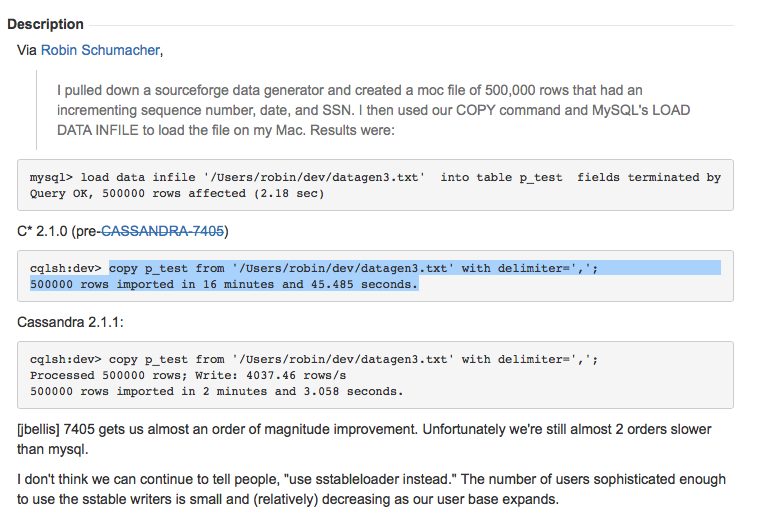 Description
Via Robin Schumacher,
I pulled down a sourceforge data generator and created a moc file of 500,000 rows that had an
incrementing sequence number, date, and SSN. I then used our COPY command and MySQL's LOAD
DATA INFILE to load the file on my Mac. Results were:
mysql> load data infile '/Users/robin/dev/datagen3.txt'  into table p_test  fields terminated by
Query OK, 500000 rows affected (2.18 sec)
C* 2.1.0 (pre-CASSANDRA-7405)
cqlsh:dev> copy p_test from '/Users/robin/dev/datagen3.txt' with delimiter=',';
500000 rows imported in 16 minutes and 45.485 seconds.
Cassandra 2.1.1:
cqlsh:dev> copy p_test from '/Users/robin/dev/datagen3.txt' with delimiter=',';
Processed 500000 rows; Write: 4037.46 rows/s
500000 rows imported in 2 minutes and 3.058 seconds.
[jbellis] 7405 gets us almost an order of magnitude improvement. Unfortunately we're still almost 2 orders slower
than mysql.
I don't think we can continue to tell people, "use sstableloader instead." The number of users sophisticated enough
to use the sstable writers is small and (relatively) decreasing as our user base expands.